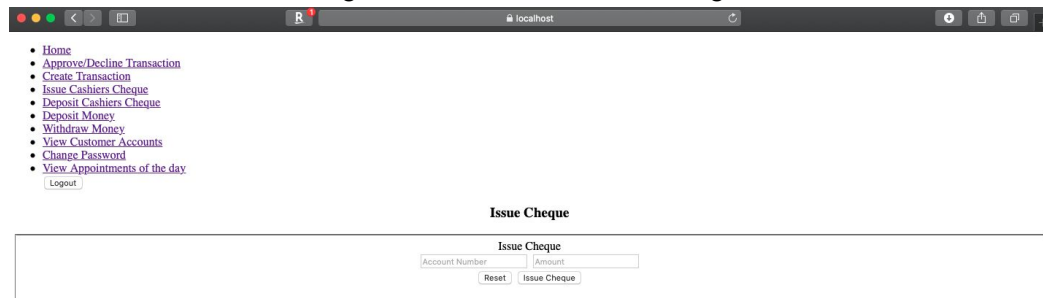 R 1 localhost
Home
Approve/Decline Transaction
Create Transaction
Issue Cashiers Cheque
Deposit Cashiers Cheque
Deposit Money
Withdraw Money
View Customer Accounts
Change Password
View Appointments of the day
Logout
Issue Cheque
Issue Cheque
Account Number Amount
Reset Issue Cheque